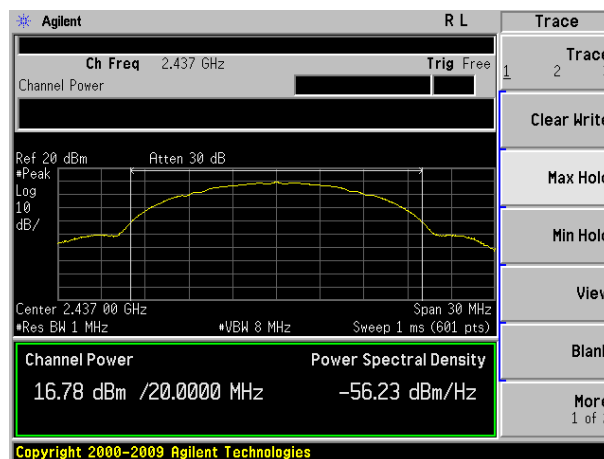 Agilent R L Trace
Ch Freq 2.437 GHz Trig Free
Channel Power
Trace
1 2
Clear Write
Max Hold
Min Hold
View
Blank
More
1 of
Ref 20 dBm Atten 30 dB
#Peak
Log
10
dB/
Center 2.437 00 GHz Span 30 MHz
#Res BW 1 MHz #VBW 8 MHz Sweep 1 ms (601 pts)
Channel Power Power Spectral Density
16.78 dBm /20.0000 MHz -56.23 dBm/Hz
Copyright 2000-2009 Agilent Technologies